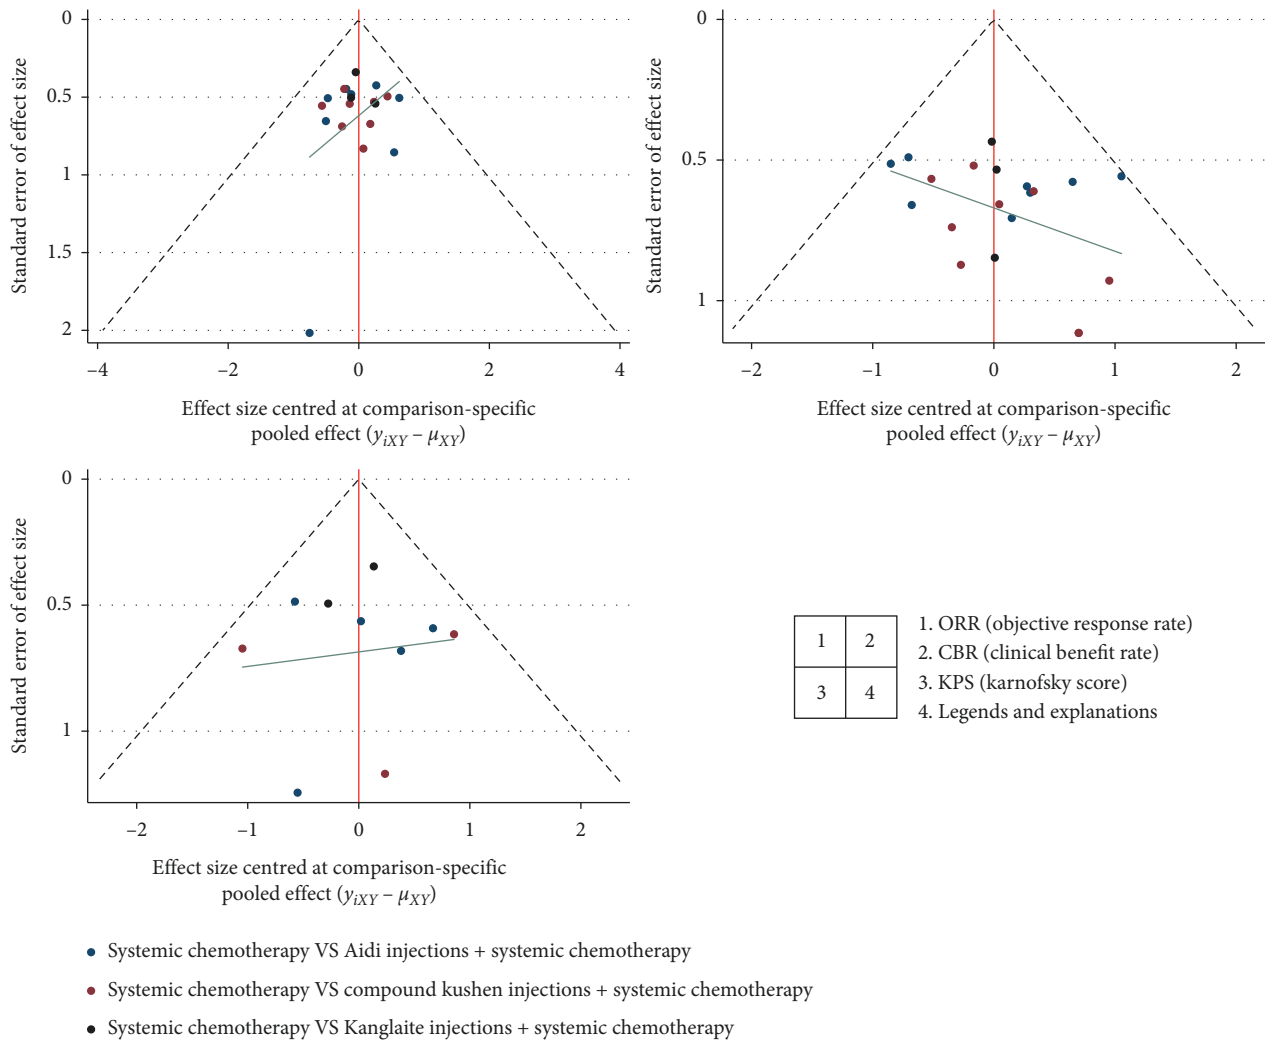 0
0.5
1
1.5
2
Standard error of effect size
–4
–2
0
2
4
Effect size centred at comparison-specific
pooled effect (yiXY – μXY)
0
0.5
1
Standard error of effect size
–2
–1
0
1
2
Effect size centred at comparison-specific
pooled effect (yiXY – μXY)
0
0.5
1
Standard error of effect size
–2
–1
0
1
2
Effect size centred at comparison-specific
pooled effect (yiXY – μXY)
1 2
3 4
1. ORR (objective response rate)
2. CBR (clinical benefit rate)
3. KPS (karnofsky score)
4. Legends and explanations
Systemic chemotherapy VS Aidi injections + systemic chemotherapy
Systemic chemotherapy VS compound kushen injections + systemic chemotherapy
Systemic chemotherapy VS Kanglaite injections + systemic chemotherapy